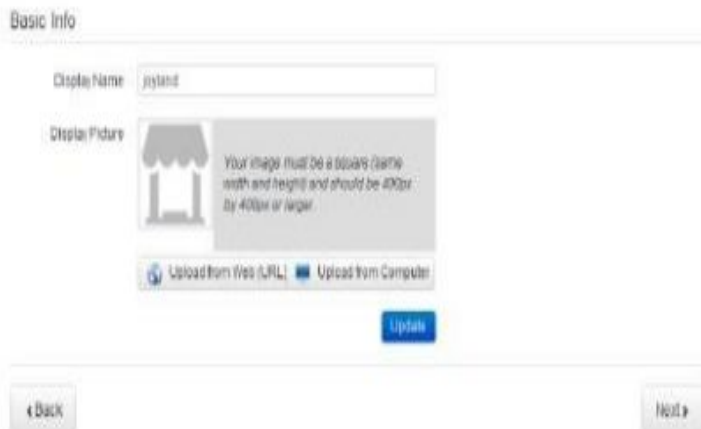 Basic Info
Display Name
joyland
Display Picture
Your image must be a square (same
width and height) and should be 400px
by 400px or larger.
Upload from Web (URL)
Upload from Computer
Update
Back
Next